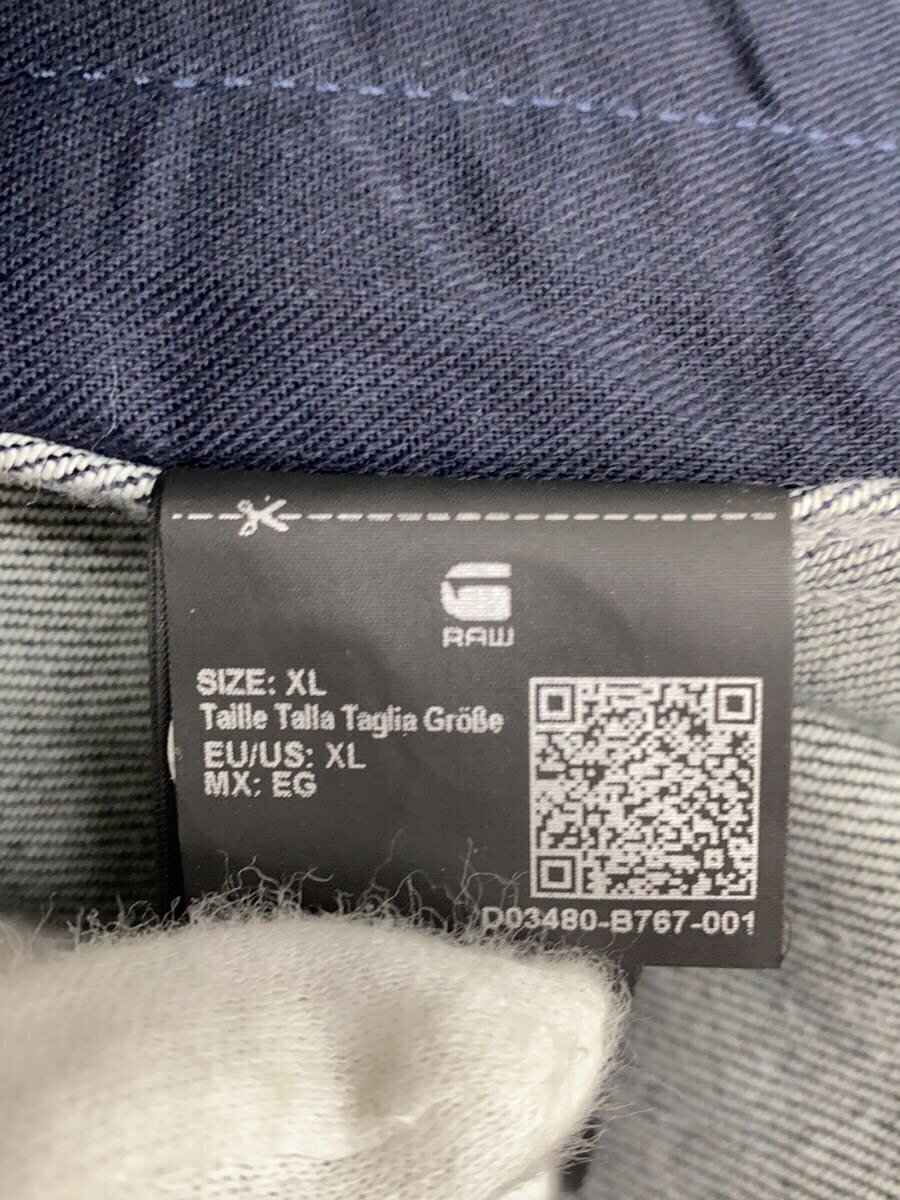 RAW
SIZE: XL
Taille Talla Taglia Größe
EU/US: XL
MX: EG
D03480-B767-001